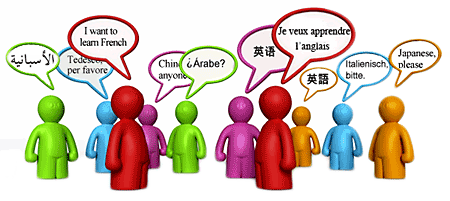 الأسبانية
Tedesco,
per favore
I want to
learn French
anyone?
¿Árabe?
英语
Je veux apprendre
l'anglais
英語
Italienisch,
bitte.
Japanese,
please